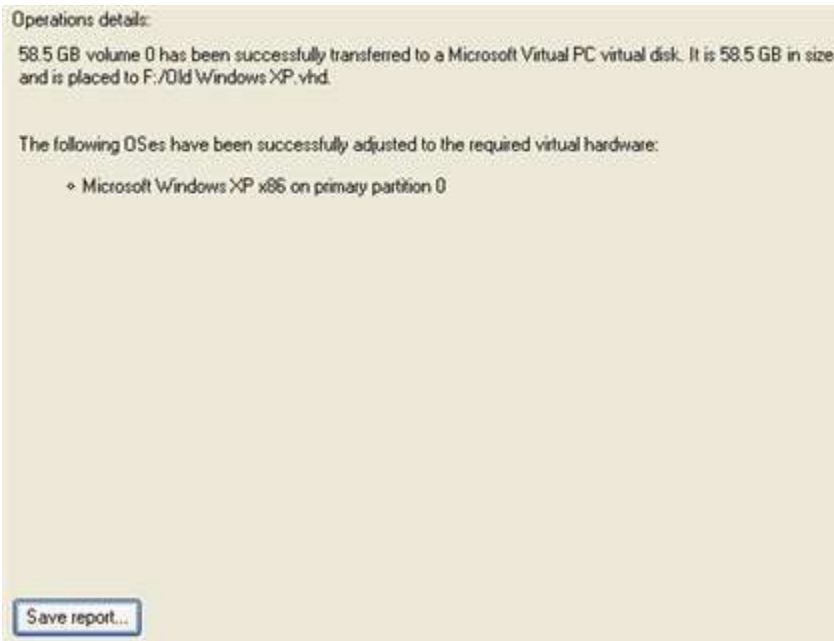 Operations details:
58.5 GB volume 0 has been successfully transferred to a Microsoft Virtual PC virtual disk. It is 58.5 GB in size
and is placed to F:/Old Windows XP.vhd.
The following OSes have been successfully adjusted to the required virtual hardware:
∘ Microsoft Windows XP x86 on primary partition 0
Save report...